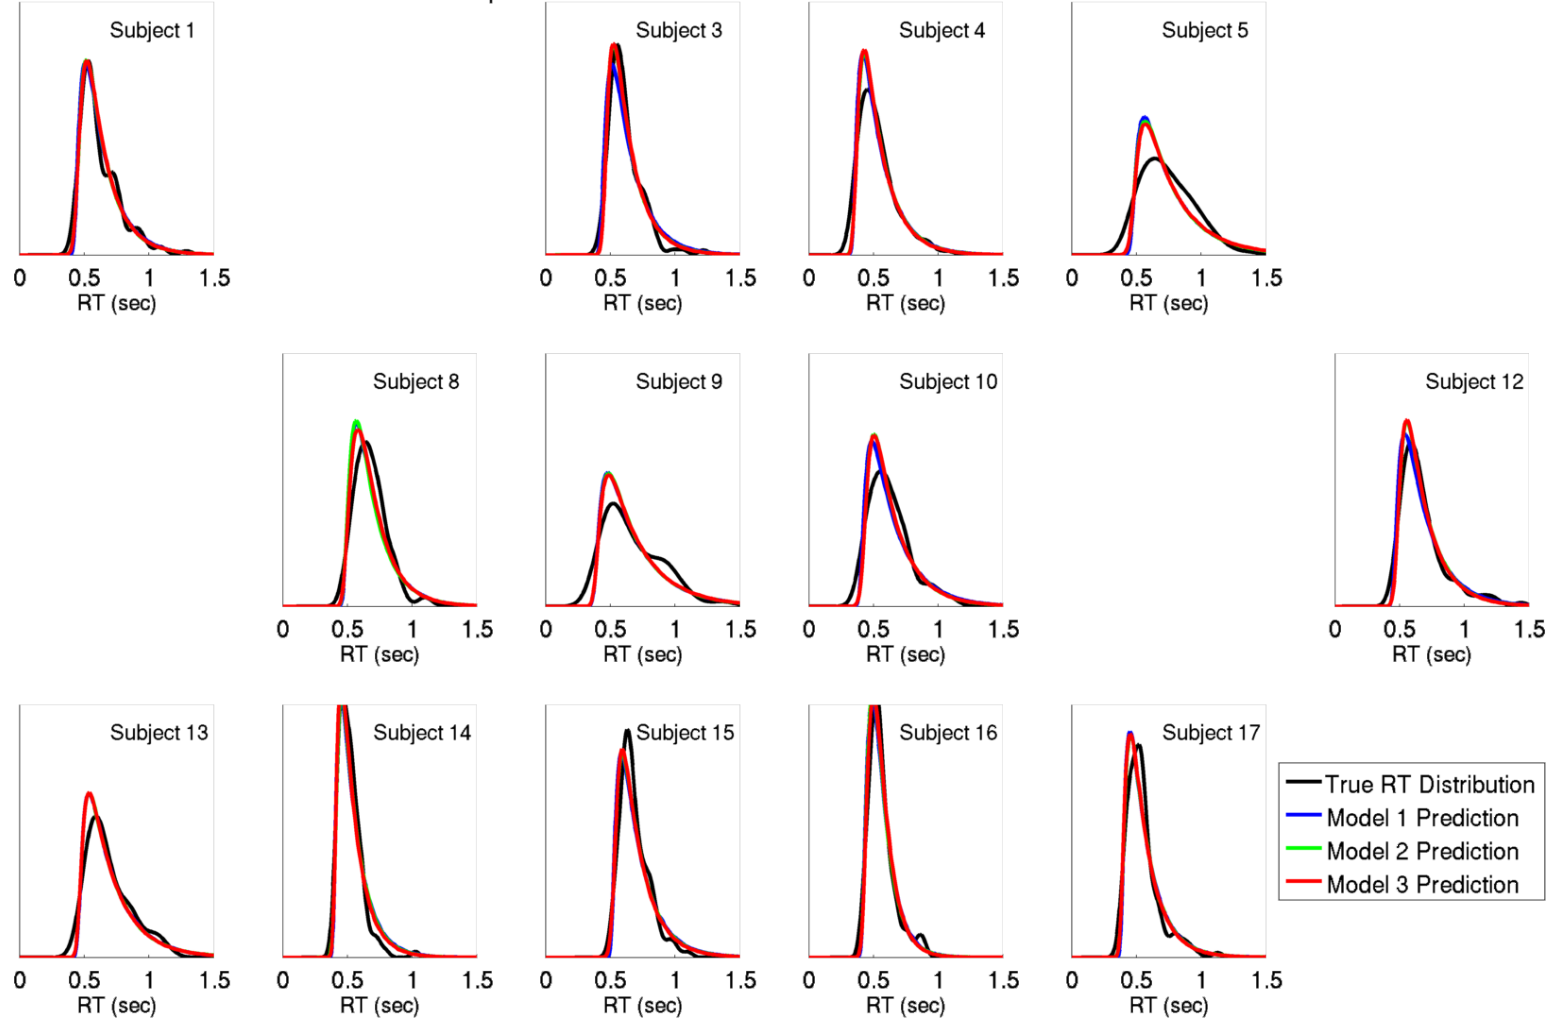 Subject 1
Subject 3
Subject 4
Subject 5
0 0.5 1 1.5
RT (sec)
0 0.5 1 1.5
RT (sec)
0 0.5 1 1.5
RT (sec)
0 0.5 1 1.5
RT (sec)
Subject 8
Subject 9
Subject 10
Subject 12
0 0.5 1 1.5
RT (sec)
0 0.5 1 1.5
RT (sec)
0 0.5 1 1.5
RT (sec)
0 0.5 1 1.5
RT (sec)
Subject 13
Subject 14
Subject 15
Subject 16
Subject 17
0 0.5 1 1.5
RT (sec)
0 0.5 1 1.5
RT (sec)
0 0.5 1 1.5
RT (sec)
0 0.5 1 1.5
RT (sec)
0 0.5 1 1.5
RT (sec)
True RT Distribution
Model 1 Prediction
Model 2 Prediction
Model 3 Prediction